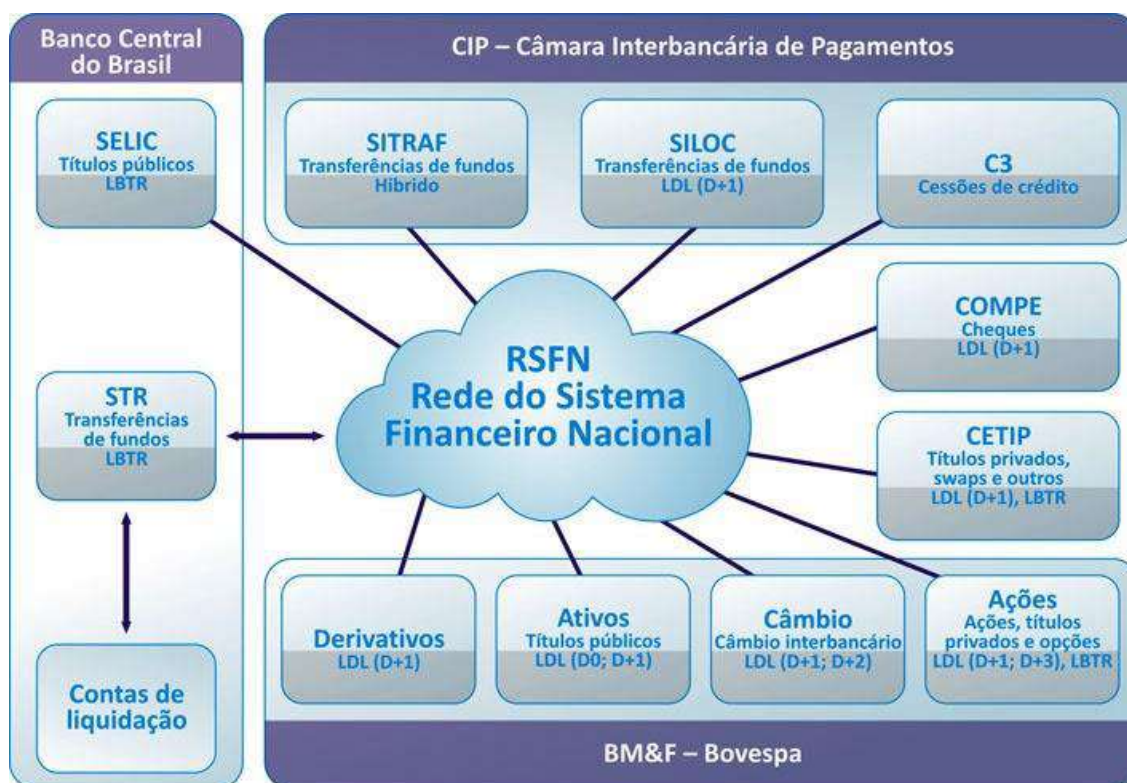 Banco Central
do Brasil
CIP – Câmara Interbancária de Pagamentos
SELIC
Títulos públicos
LBTR
SITRAF
Transferências de fundos
Hibrido
SILOC
Transferências de fundos
LDL (D+1)
C3
Cessões de crédito
COMPE
Cheques
LDL (D+1)
RSFN
Rede do Sistema
Financeiro Nacional
STR
Transferências
de fundos
LBTR
CETIP
Títulos privados,
swaps e outros
LDL (D+1), LBTR
Contas de
liquidação
Derivativos
LDL (D+1)
Ativos
Títulos públicos
LDL (D0; D+1)
Câmbio
Câmbio interbancário
LDL (D+1; D+2)
Ações
Ações, títulos
privados e opções
LDL (D+1; D+3), LBTR
BM&F – Bovespa